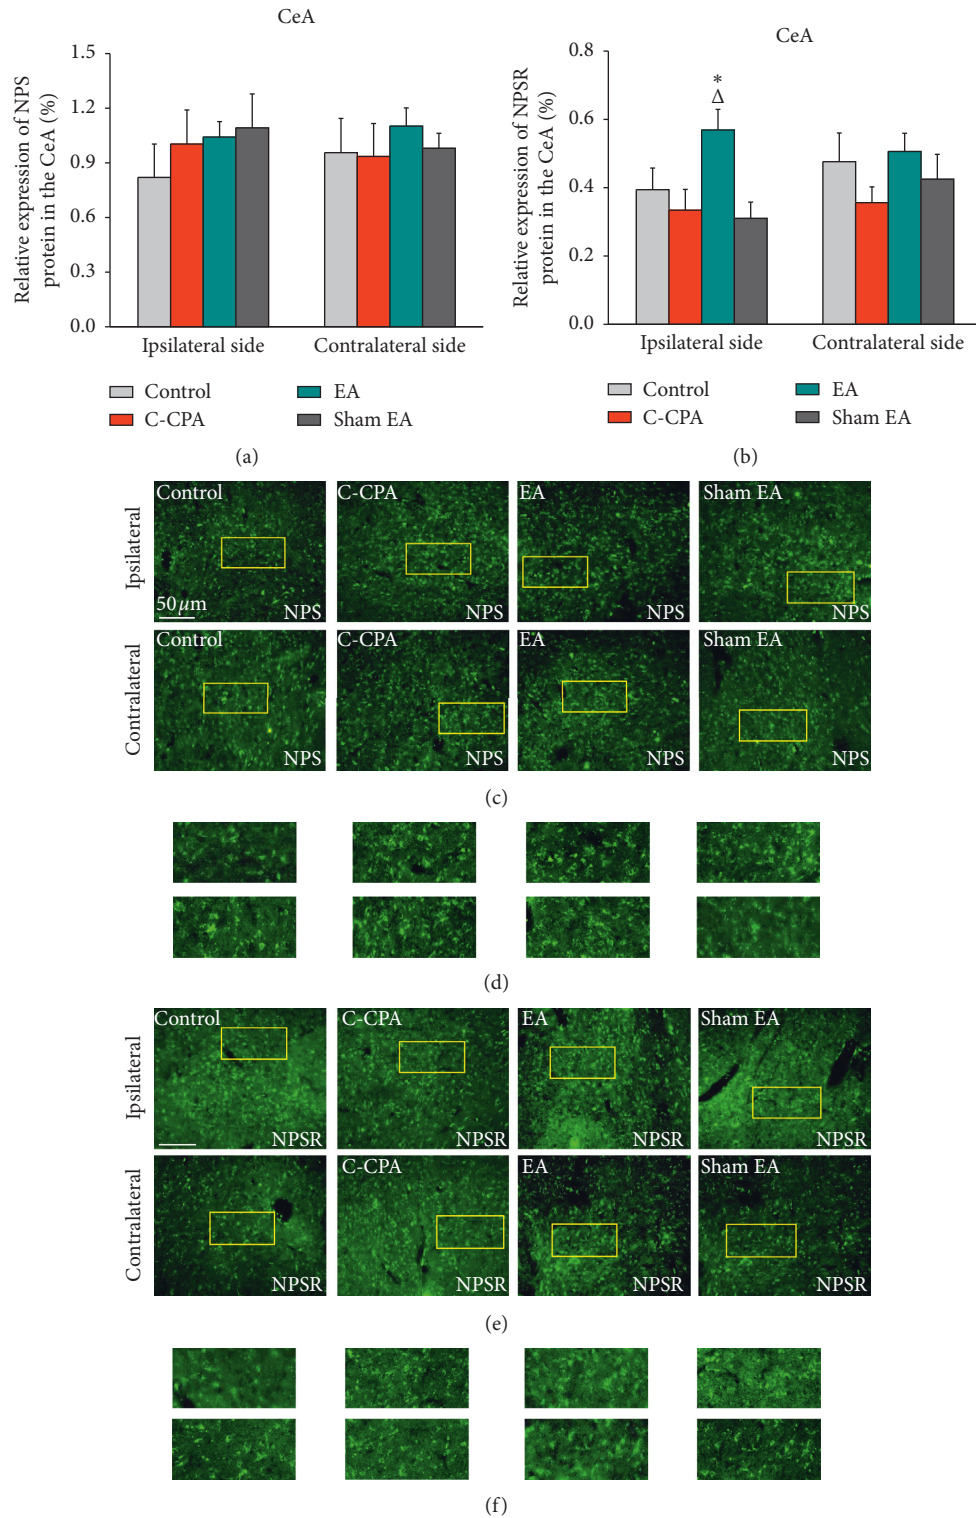 CeA
1.5
1.2
0.9
0.6
0.3
0.0
Relative expression of NPS
protein in the CeA (%)
Ipsilateral side
Contralateral side
Control
EA
C-CPA
Sham EA
(a)
CeA
0.8
0.6
0.4
0.2
0.0
Relative expression of NPSR
protein in the CeA (%)
*
Δ
Ipsilateral side
Contralateral side
Control
EA
C-CPA
Sham EA
(b)
Ipsilateral
Control
C-CPA
EA
Sham EA
50 μm
NPS
NPS
NPS
NPS
Contralateral
Control
C-CPA
EA
Sham EA
NPS
NPS
NPS
NPS
(c)
(d)
Ipsilateral
Control
C-CPA
EA
Sham EA
NPSR
NPSR
NPSR
NPSR
Contralateral
C-CPA
EA
Sham EA
NPSR
NPSR
NPSR
NPSR
(e)
(f)